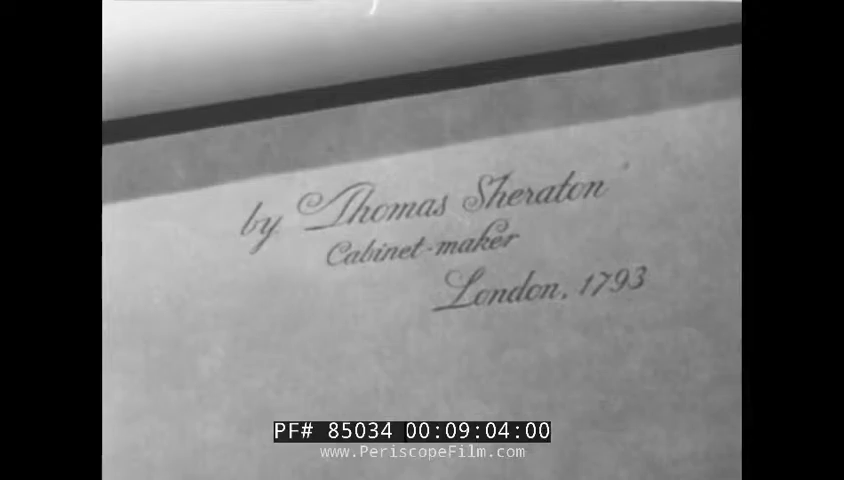 by Thomas Sheraton
Cabinet-maker
London, 1793
PF# 85034 00:09:04:00
www.PeriscopeFilm.com